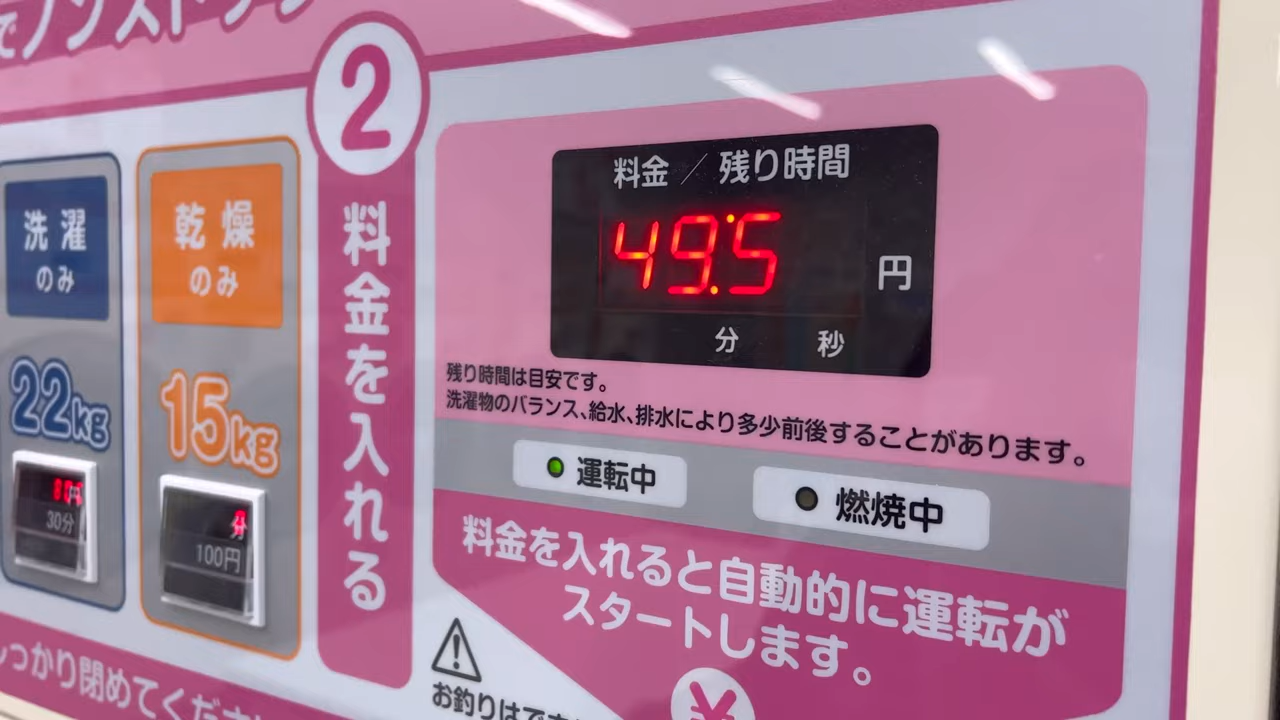 でノンストップ
2
料金を入れる
洗濯
のみ
22kg
30分
乾燥
のみ
15kg
分
100円
料金 / 残り時間
49:5
円
分 秒
残り時間は目安です。
洗濯物のバランス、給水、排水により多少前後することがあります。
運転中
燃焼中
料金を入れると自動的に運転が
スタートします。
お釣りはで
¥
しっかり閉めてくださ